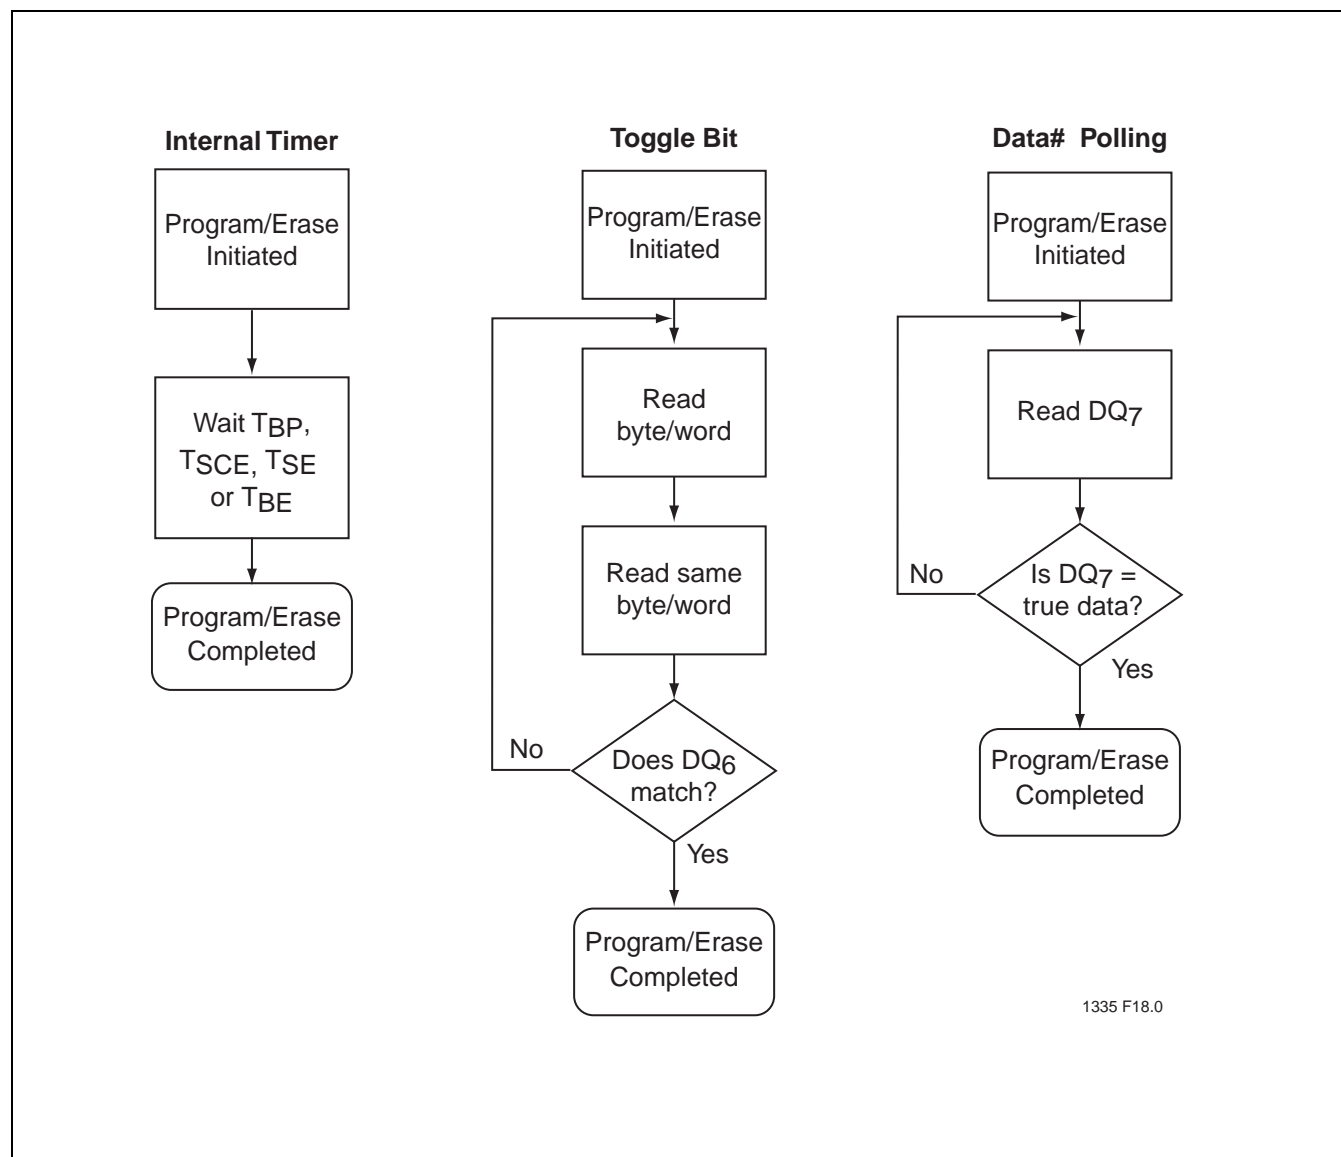 Internal Timer
Program/Erase
Initiated
Wait TBP,
TSCE, TSE
or TBE
Program/Erase
Completed
Toggle Bit
Program/Erase
Initiated
Read
byte/word
Read same
byte/word
No
Does DQ6
match?
Yes
Program/Erase
Completed
Data# Polling
Program/Erase
Initiated
Read DQ7
No
Is DQ7 =
true data?
Yes
Program/Erase
Completed
1335 F18.0